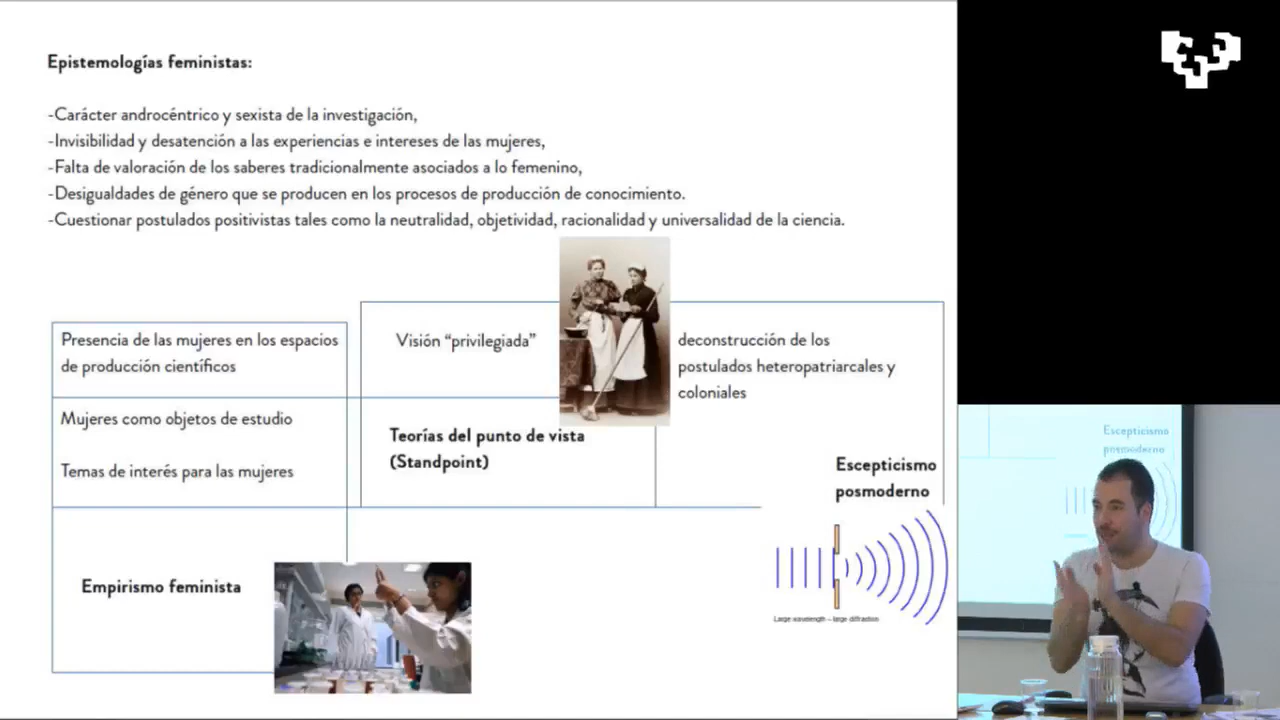 Epistemologías feministas:
-Carácter androcéntrico y sexista de la investigación,
-Invisibilidad y desatención a las experiencias e intereses de las mujeres,
-Falta de valoración de los saberes tradicionalmente asociados a lo femenino,
-Desigualdades de género que se producen en los procesos de producción de conocimiento.
-Cuestionar postulados positivistas tales como la neutralidad, objetividad, racionalidad y universalidad de la ciencia.
Presencia de las mujeres en los espacios
de producción científicos
Mujeres como objetos de estudio
Temas de interés para las mujeres
Empirismo feminista
Visión “privilegiada”
Teorías del punto de vista
(Standpoint)
deconstrucción de los
postulados heteropatriarcales y
coloniales
Escepticismo
posmoderno
Large wavelength – large diffraction
Escepticismo
posmoderno